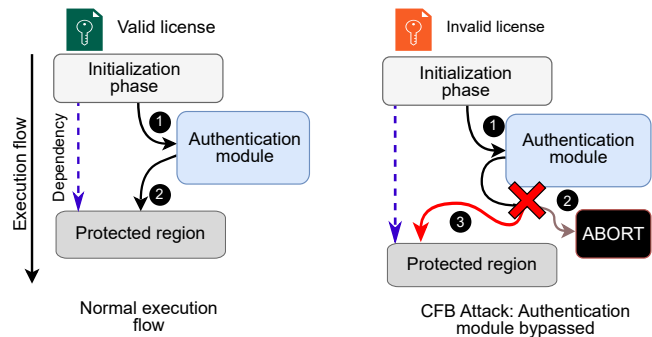 Valid license
Initialization
phase
Execution flow
Dependency
1
Authentication
module
2
Protected region
Normal execution
flow
Invalid license
Initialization
phase
1
Authentication
module
2
3
ABORT
Protected region
CFB Attack: Authentication
module bypassed